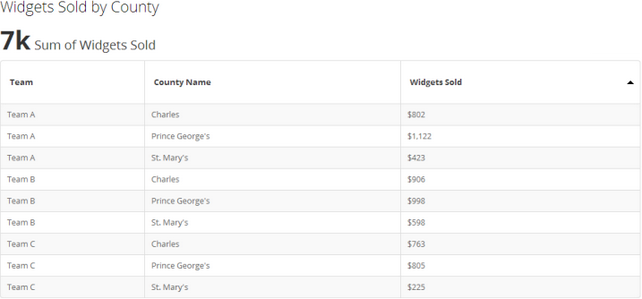 Widgets Sold by County
7k Sum of Widgets Sold
Team County Name Widgets Sold
Team A Charles $802
Team A Prince George's $1,122
Team A St. Mary's $423
Team B Charles $906
Team B Prince George's $998
Team B St. Mary's $598
Team C Charles $763
Team C Prince George's $805
Team C St. Mary's $225